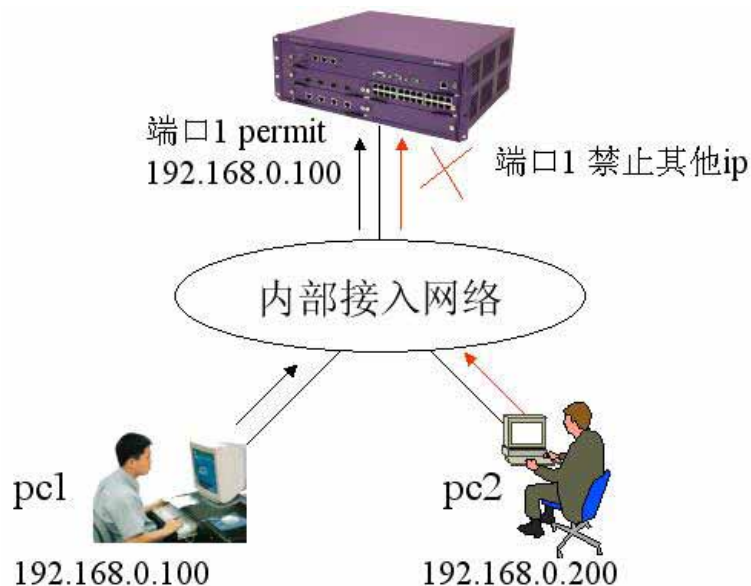 端口1 permit
192.168.0.100
端口1 禁止其他ip
内部接入网络
pc1
pc2
192.168.0.100
192.168.0.200